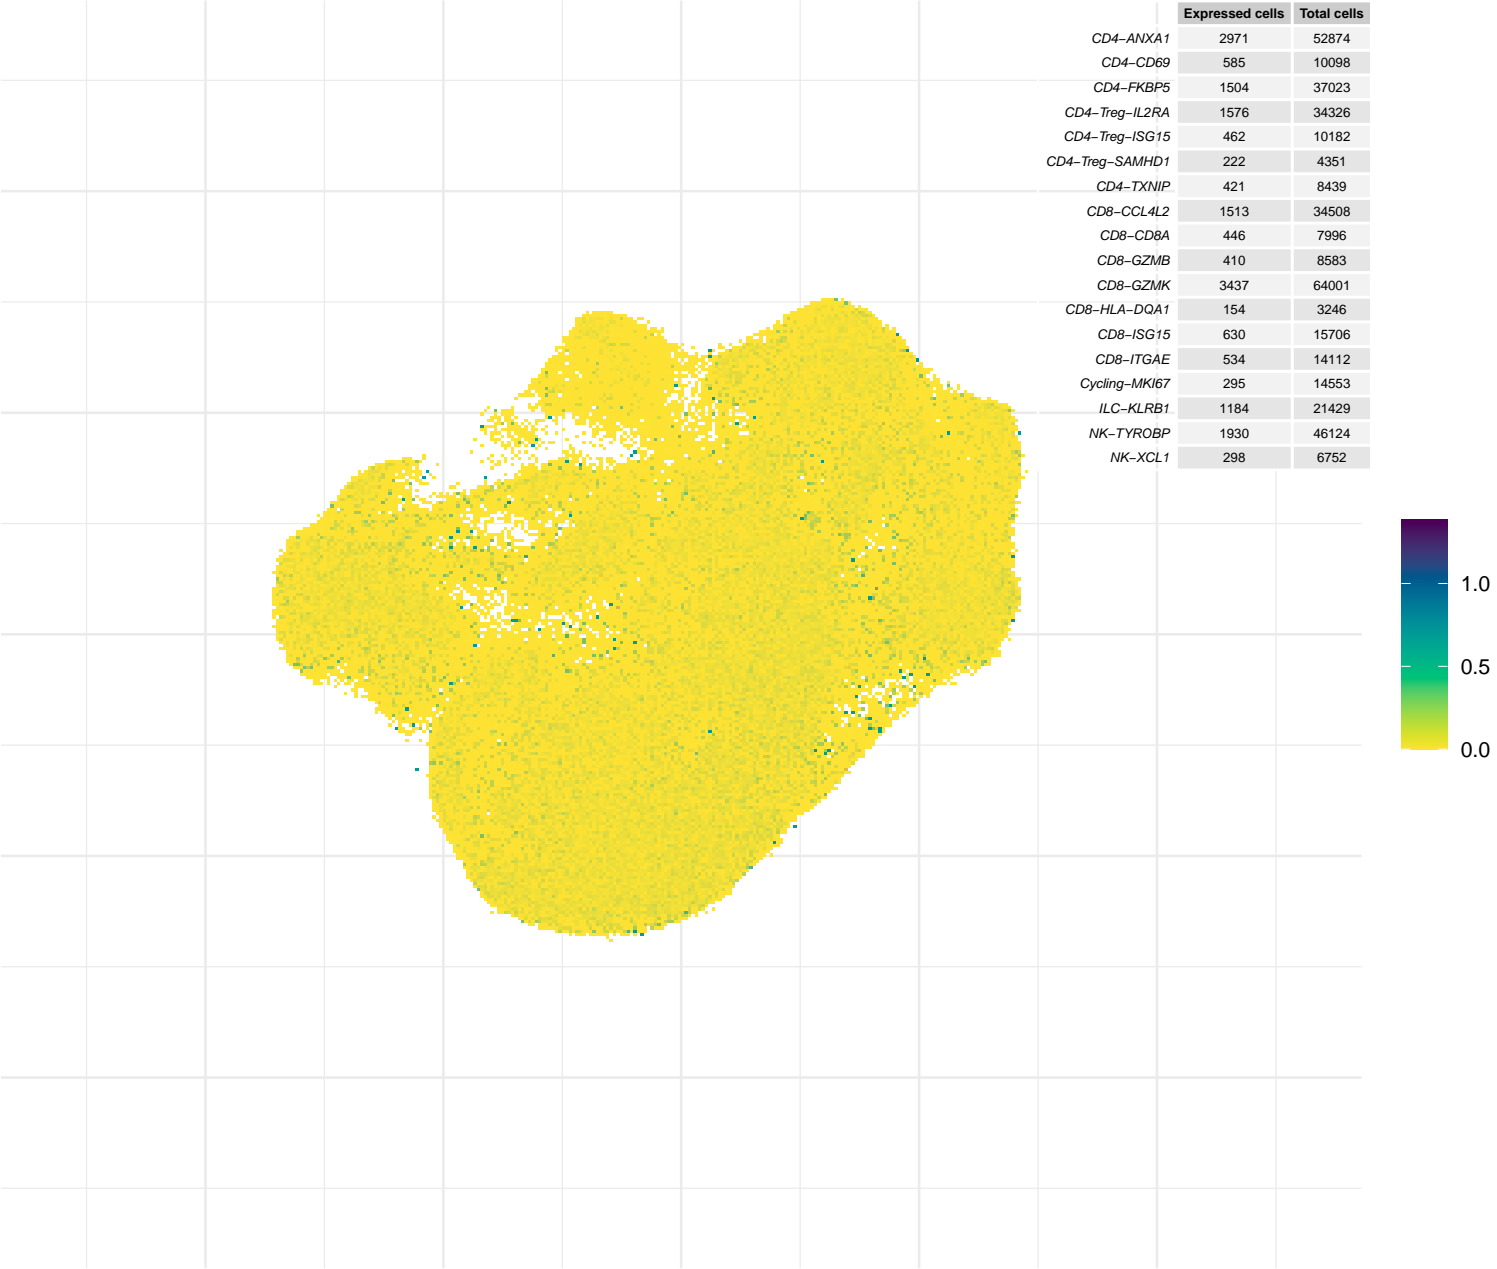 Expressed cells Total cells
CD4−ANXA1 2971 52874
CD4−CD69 585 10098
CD4−FKBP5 1504 37023
CD4−Treg−IL2RA 1576 34326
CD4−Treg−ISG15 462 10182
CD4−Treg−SAMHD1 222 4351
CD4−TXNIP 421 8439
CD8−CCL4L2 1513 34508
CD8−CD8A 446 7996
CD8−GZMB 410 8583
CD8−GZMK 3437 64001
CD8−HLA−DQA1 154 3246
CD8−ISG15 630 15706
CD8−ITGAE 534 14112
Cycling−MKI67 295 14553
ILC−KLRB1 1184 21429
NK−TYROBP 1930 46124
NK−XCL1 298 6752
1.0
0.5
0.0